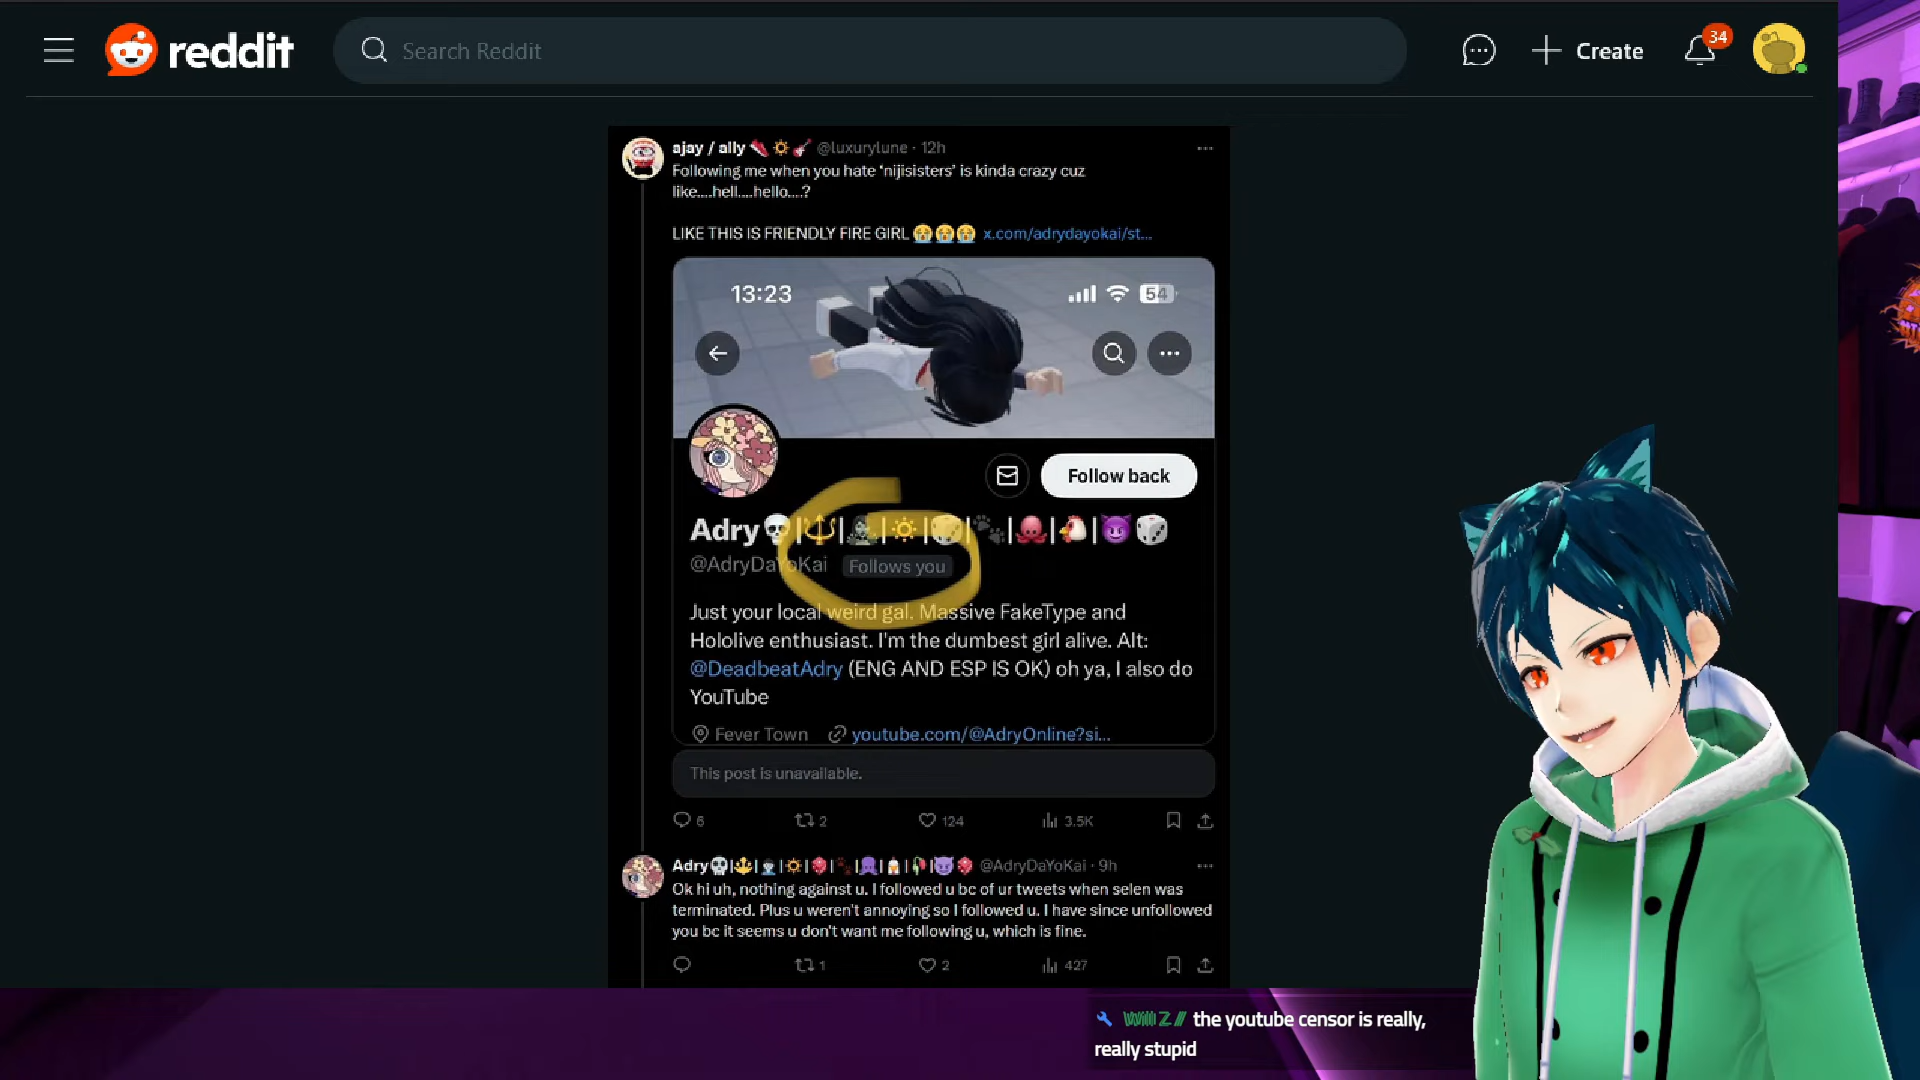 reddit
Search Reddit
Create
34
ajay / ally @luxurylune · 12h
Following me when you hate 'nijisisters' is kinda crazy cuz
like....hell....hello....?
LIKE THIS IS FRIENDLY FIRE GIRL x.com/adrydayokai/st...
13:23
54
Follow back
Adry
@AdryDaYoKai Follows you
Just your local weird gal. Massive FakeType and
Hololive enthusiast. I'm the dumbest girl alive. Alt:
@DeadbeatAdry (ENG AND ESP IS OK) oh ya, I also do
YouTube
Fever Town youtube.com/@AdryOnline?si...
This post is unavailable.
6 2 124 3.5K
Adry @AdryDaYoKai · 9h
Ok hi uh, nothing against u. I followed u bc of ur tweets when selen was
terminated. Plus u weren't annoying so I followed u. I have since unfollowed
you bc it seems u don't want me following u, which is fine.
1 2 427
WillZ// the youtube censor is really,
really stupid